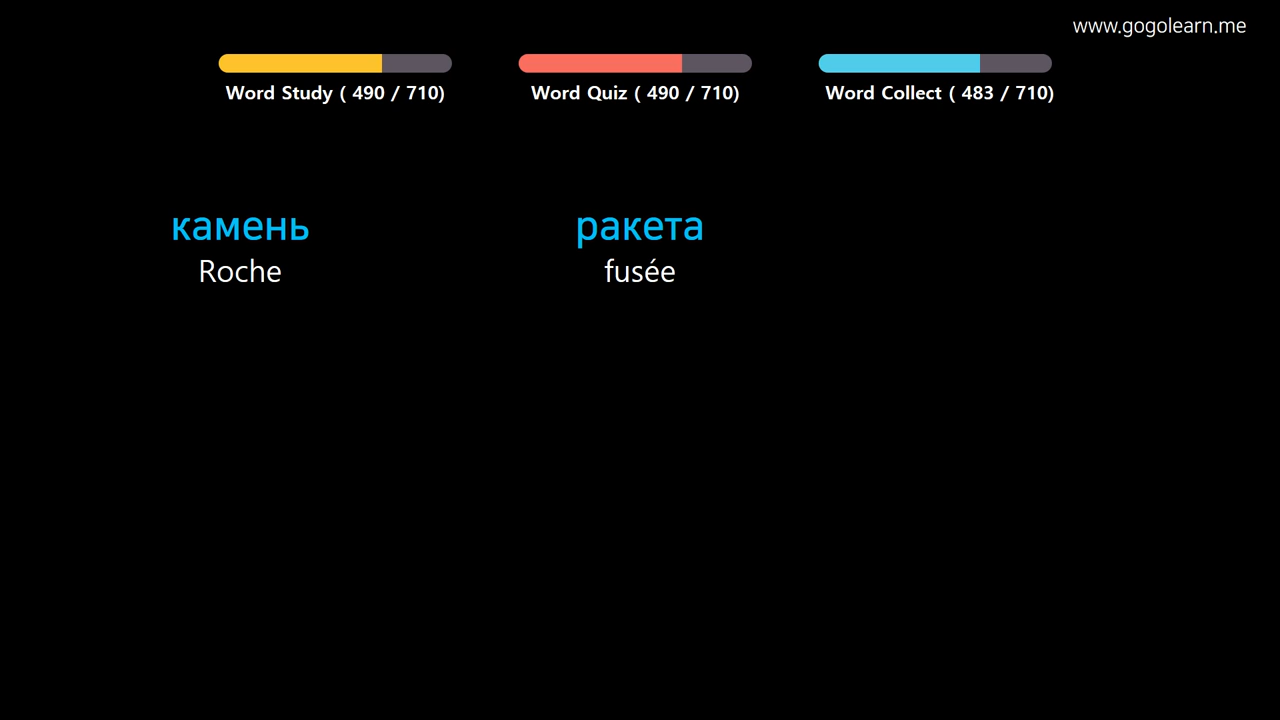 www.gogolearn.me
Word Study ( 490 / 710)
Word Quiz ( 490 / 710)
Word Collect ( 483 / 710)
камень
Roche
ракета
fusée